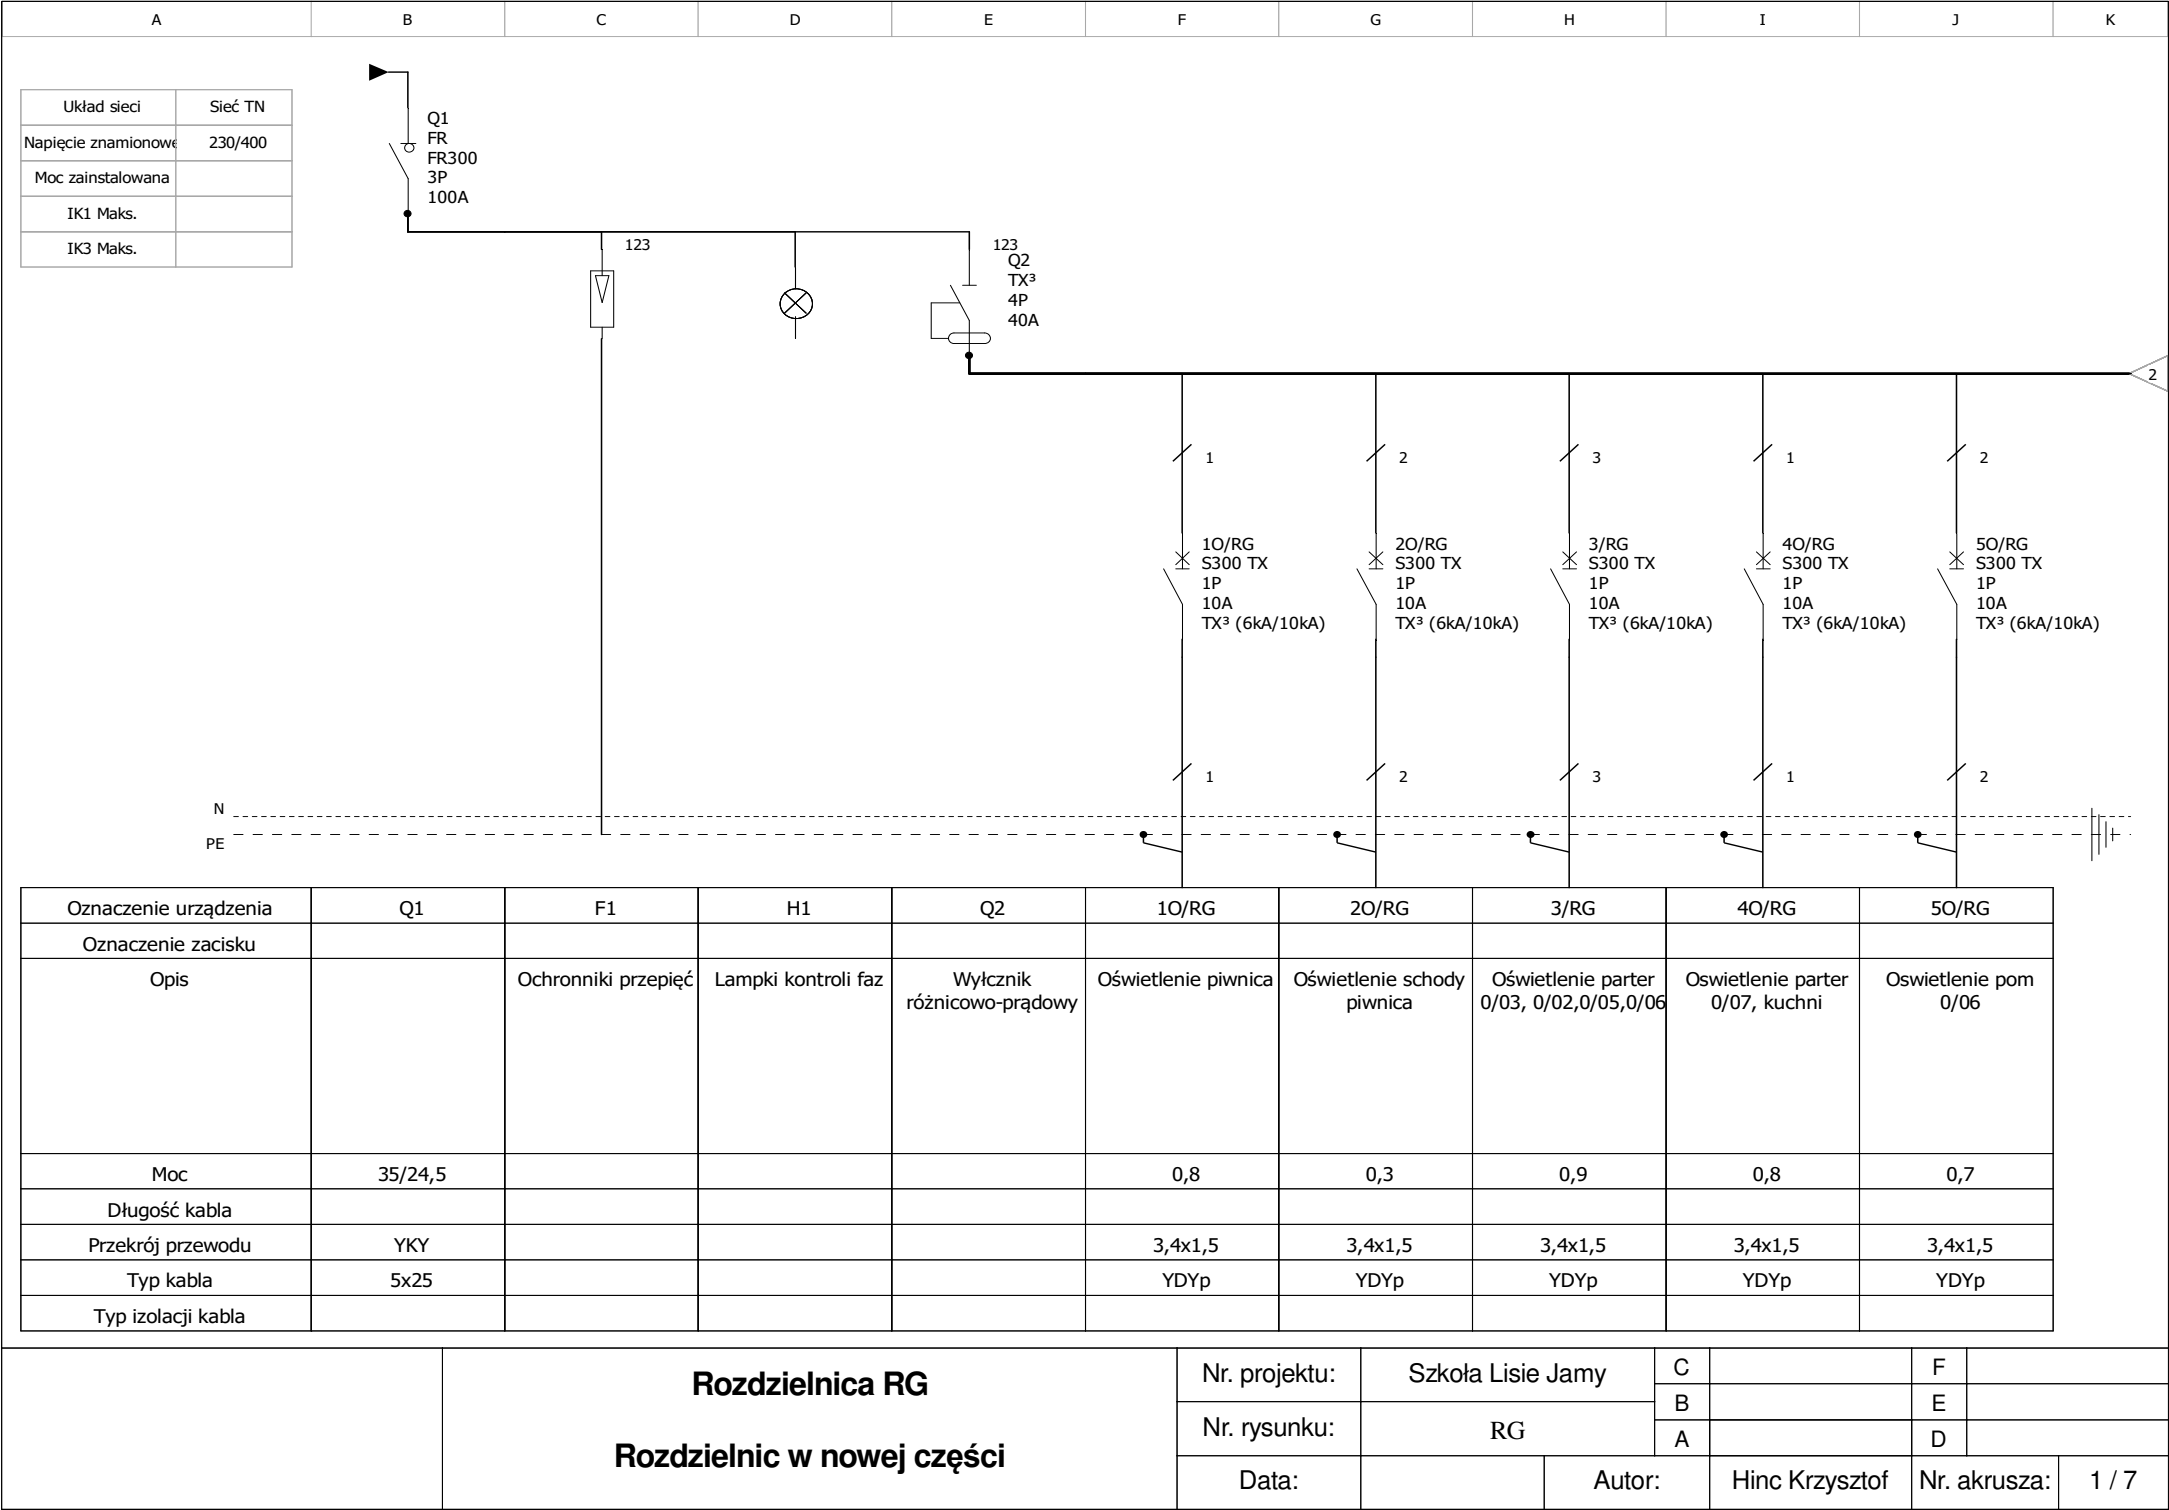 A B C D E F G H I J K
Układ sieci Sieć TN
Napięcie znamionowe 230/400
Moc zainstalowana
IK1 Maks.
IK3 Maks.
Q1
FR
FR300
3P
100A
123
123
Q2
TX³
4P
40A
2
1 2 3 1 2
1O/RG
S300 TX
1P
10A
TX³ (6kA/10kA)
2O/RG
S300 TX
1P
10A
TX³ (6kA/10kA)
3/RG
S300 TX
1P
10A
TX³ (6kA/10kA)
4O/RG
S300 TX
1P
10A
TX³ (6kA/10kA)
5O/RG
S300 TX
1P
10A
TX³ (6kA/10kA)
1 2 3 1 2
N
PE
Oznaczenie urządzenia Q1 F1 H1 Q2 1O/RG 2O/RG 3/RG 4O/RG 5O/RG
Oznaczenie zacisku
Opis Ochronniki przepięć Lampki kontroli faz Wyłcznik Oświetlenie piwnica Oświetlenie schody Oświetlenie parter Oswietlenie parter Oswietlenie pom
różnicowo-prądowy piwnica 0/03, 0/02,0/05,0/06 0/07, kuchni 0/06
Moc 35/24,5 0,8 0,3 0,9 0,8 0,7
Długość kabla
Przekrój przewodu YKY 3,4x1,5 3,4x1,5 3,4x1,5 3,4x1,5 3,4x1,5
Typ kabla 5x25 YDYp YDYp YDYp YDYp YDYp
Typ izolacji kabla
Rozdzielnica RG
Rozdzielnic w nowej części
Nr. projektu: Szkoła Lisie Jamy C F
B E
Nr. rysunku: RG A D
Data: Autor: Hinc Krzysztof Nr. akrusza: 1 / 7